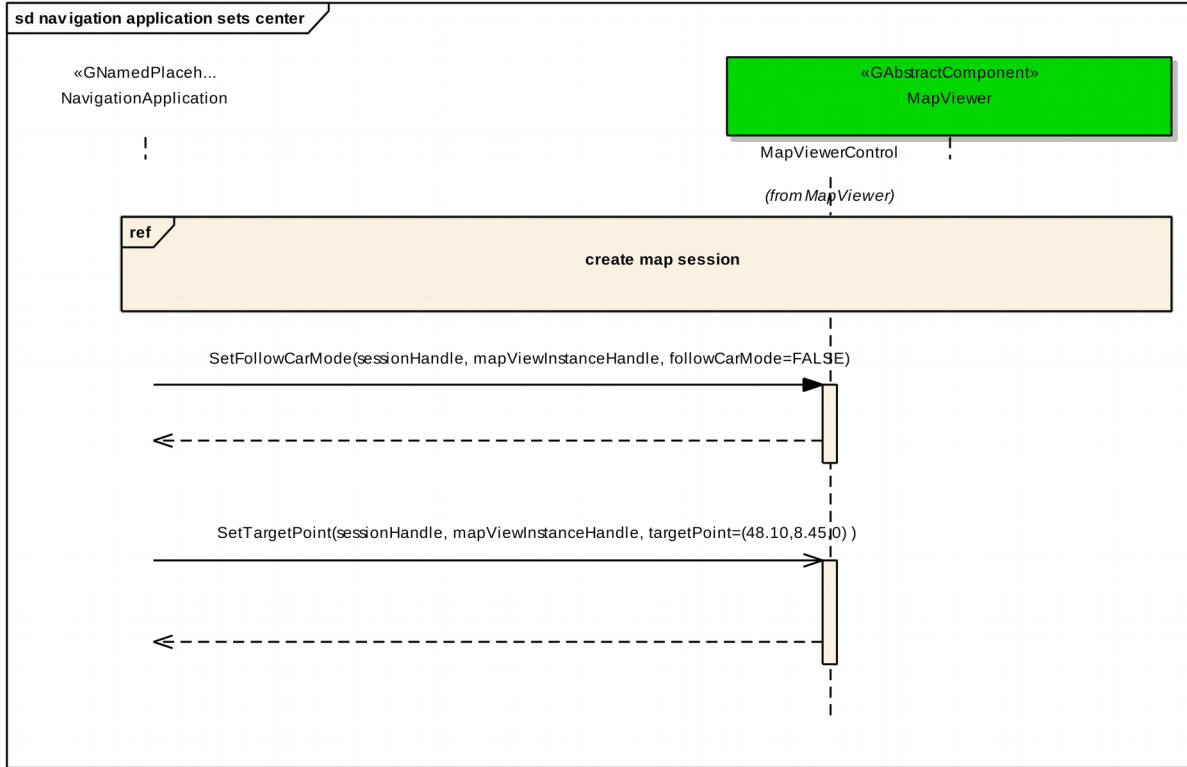 sd navigation application sets center
«GNamedPlaceh...
NavigationApplication
«GAbstractComponent»
MapViewer
MapViewerControl
(from MapViewer)
ref
create map session
SetFollowCarMode(sessionHandle, mapViewInstanceHandle, followCarMode=FALSE)
SetTargetPoint(sessionHandle, mapViewInstanceHandle, targetPoint=(48.10,8.45,0) )